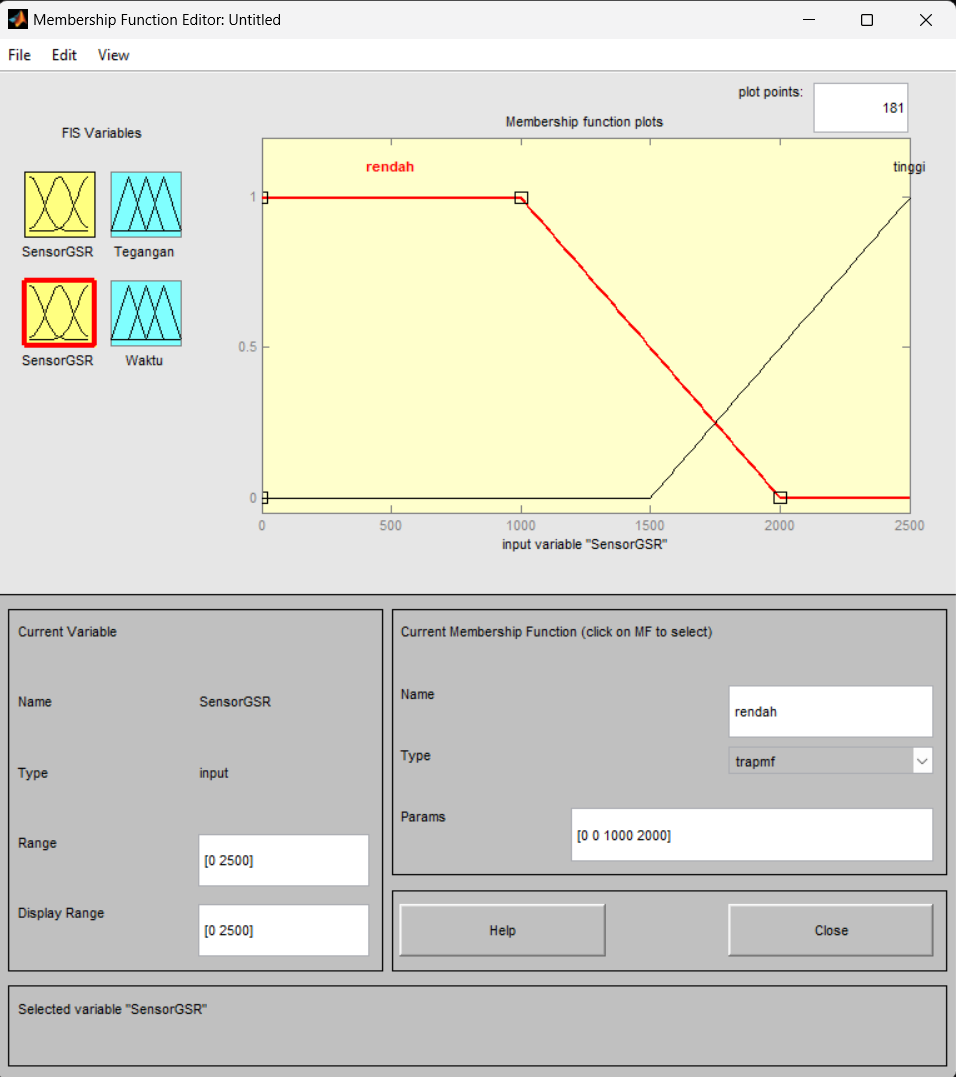 Membership Function Editor: Untitled
File Edit View
plot points: 181
FIS Variables
Membership function plots
SensorGSR Tegangan
SensorGSR Waktu
rendah tinggi
1
0.5
0
0 500 1000 1500 2000 2500
input variable "SensorGSR"
Current Variable
Name SensorGSR
Type input
Range [0 2500]
Display Range [0 2500]
Current Membership Function (click on MF to select)
Name rendah
Type trapmf
Params [0 0 1000 2000]
Help Close
Selected variable "SensorGSR"